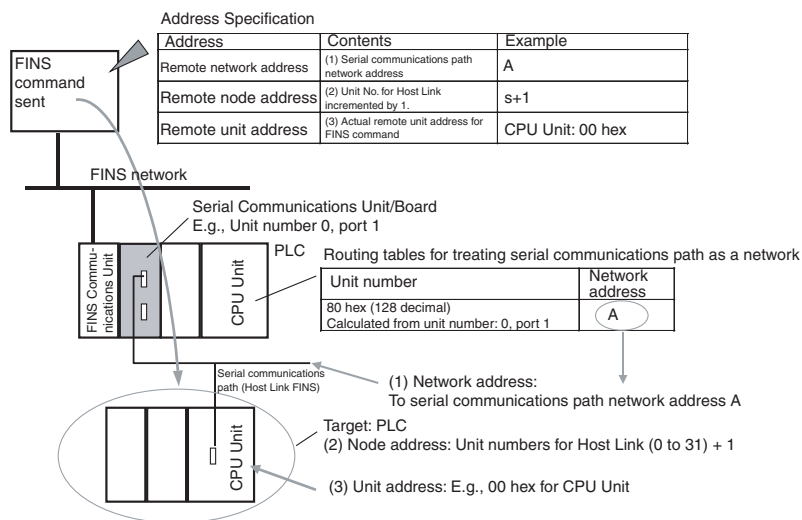 Address Specification
Address Contents Example
Remote network address (1) Serial communications path network address A
Remote node address (2) Unit No. for Host Link incremented by 1. s+1
Remote unit address (3) Actual remote unit address for FINS command CPU Unit: 00 hex
FINS
command
sent
FINS network
Serial Communications Unit/Board
E.g., Unit number 0, port 1
PLC
FINS Commu-
nications Unit
CPU Unit
Routing tables for treating serial communications path as a network
Unit number Network address
80 hex (128 decimal)
Calculated from unit number: 0, port 1
A
Serial communications
path (Host Link FINS)
(1) Network address:
To serial communications path network address A
Target: PLC
(2) Node address: Unit numbers for Host Link (0 to 31) + 1
CPU Unit
(3) Unit address: E.g., 00 hex for CPU Unit